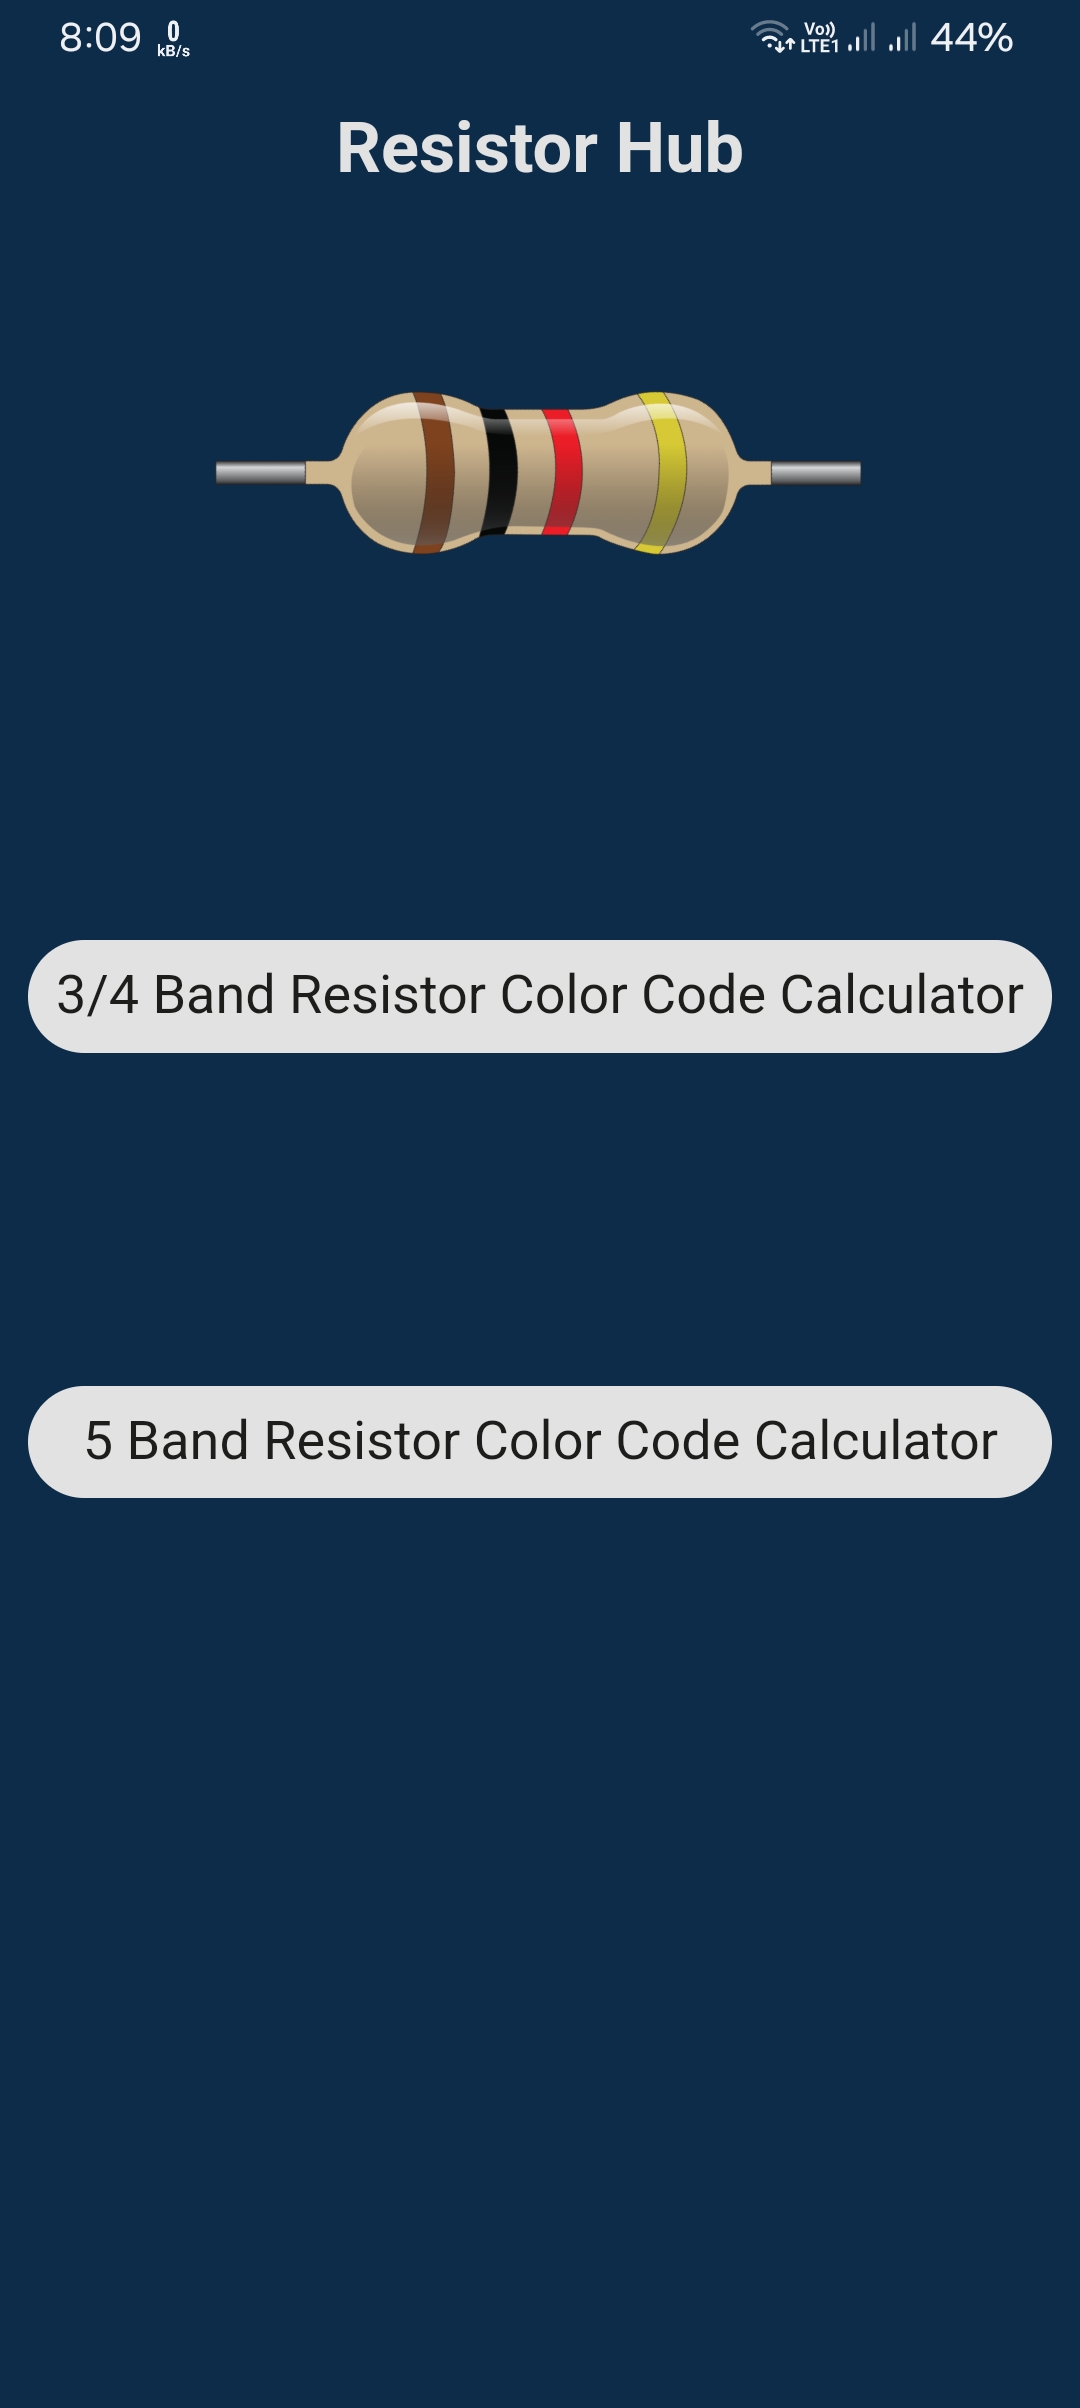 8:09 0 kB/s Vo)) LTE1 44%
Resistor Hub
3/4 Band Resistor Color Code Calculator
5 Band Resistor Color Code Calculator